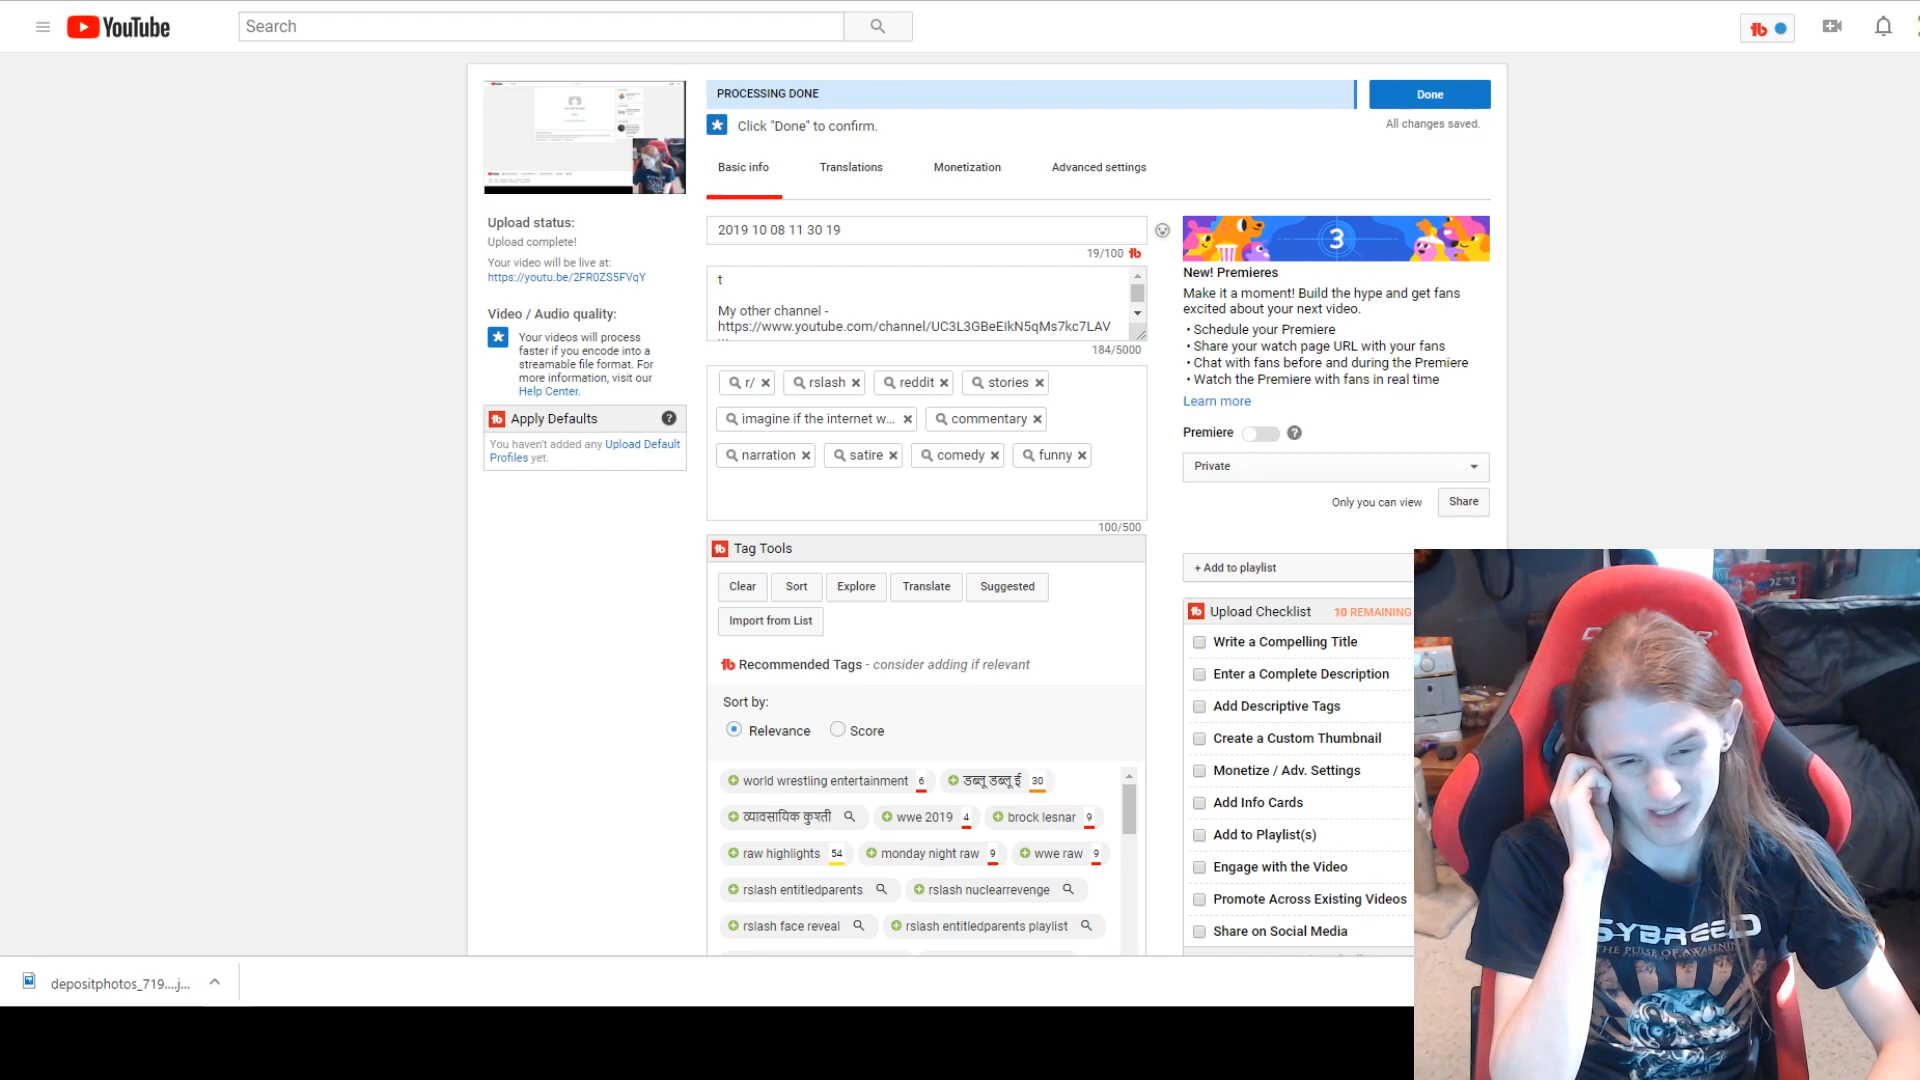 YouTube
Search
PROCESSING DONE
Done
Click "Done" to confirm.
All changes saved.
Basic info
Translations
Monetization
Advanced settings
Upload status:
Upload complete!
Your video will be live at:
https://youtu.be/2FR0ZS5FVqY
Video / Audio quality:
Your videos will process
faster if you encode into a
streamable file format. For
more information, visit our
Help Center.
Apply Defaults
You haven't added any Upload Default
Profiles yet.
2019 10 08 11 30 19
19/100
t
My other channel -
https://www.youtube.com/channel/UC3L3GBeEIkN5qMs7kc7LAV
184/5000
r/
rslash
reddit
stories
imagine if the internet w...
commentary
narration
satire
comedy
funny
100/500
Tag Tools
Clear
Sort
Explore
Translate
Suggested
Import from List
Recommended Tags - consider adding if relevant
Sort by:
Relevance
Score
world wrestling entertainment 6
डब्लू डब्लू ई 30
व्यावसायिक कुश्ती
wwe 2019 4
brock lesnar 9
raw highlights 54
monday night raw 9
wwe raw 9
rslash entitledparents
rslash nuclearrevenge
rslash face reveal
rslash entitledparents playlist
3
New! Premieres
Make it a moment! Build the hype and get fans
excited about your next video.
• Schedule your Premiere
• Share your watch page URL with your fans
• Chat with fans before and during the Premiere
• Watch the Premiere with fans in real time
Learn more
Premiere
Private
Only you can view
Share
+ Add to playlist
Upload Checklist 10 REMAINING
Write a Compelling Title
Enter a Complete Description
Add Descriptive Tags
Create a Custom Thumbnail
Monetize / Adv. Settings
Add Info Cards
Add to Playlist(s)
Engage with the Video
Promote Across Existing Videos
Share on Social Media
depositphotos_719....j...
SYBREED
THE PULSE OF AWAKENING